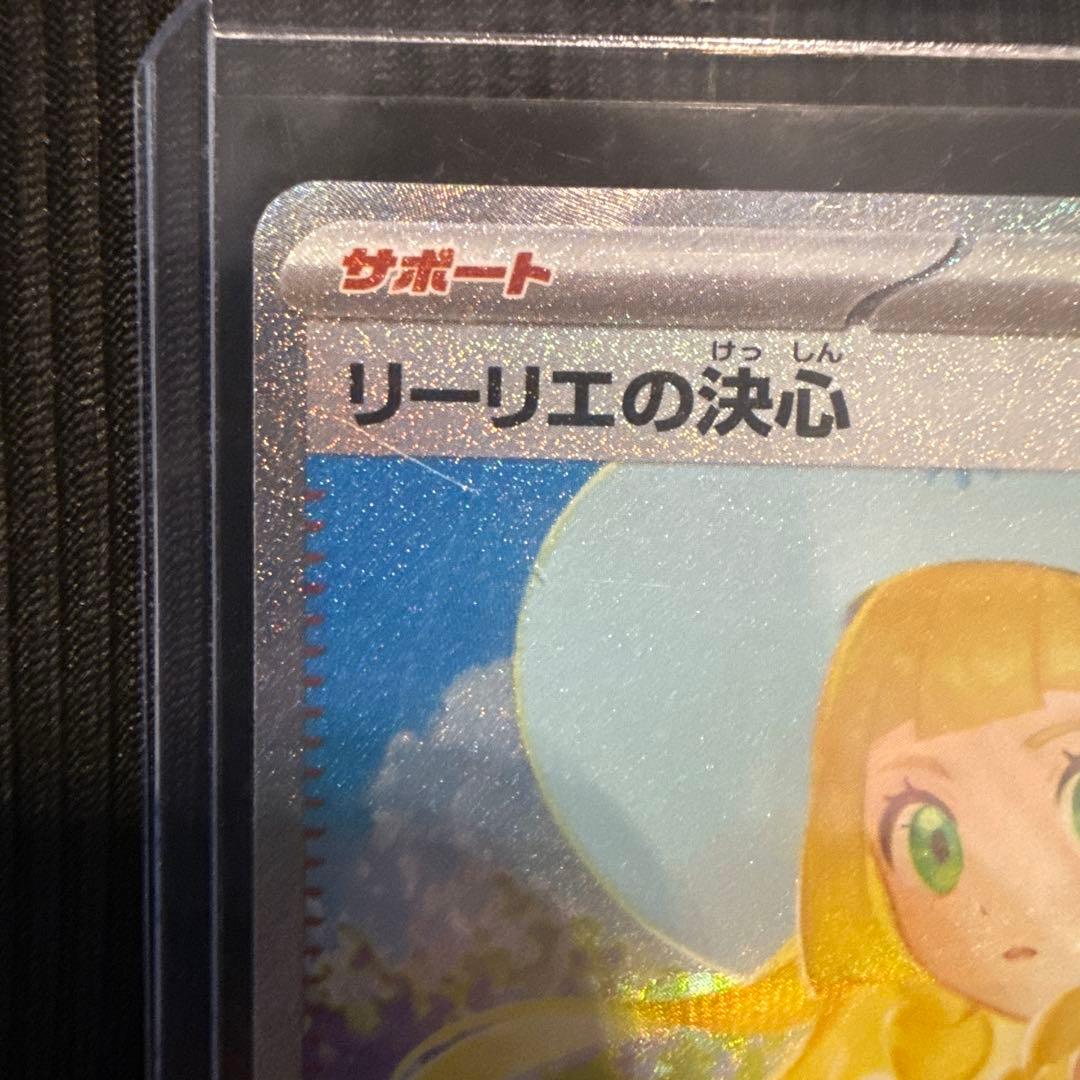 サポート
けっ しん
リーリエの決心